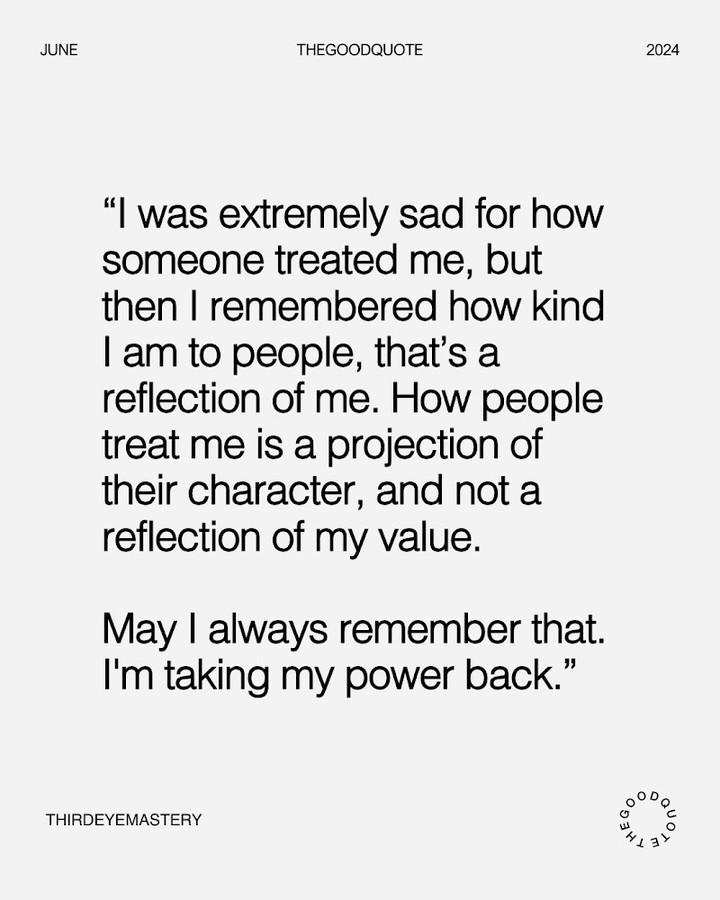 JUNE THEGOODQUOTE 2024
“I was extremely sad for how
someone treated me, but
then I remembered how kind
I am to people, that’s a
reflection of me. How people
treat me is a projection of
their character, and not a
reflection of my value.
May I always remember that.
I'm taking my power back.”
THIRDEYEMASTERY
THEGOODQUOTE